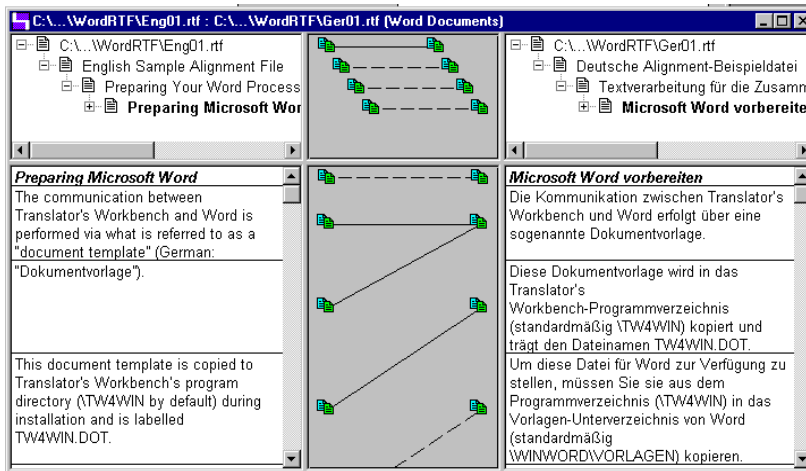 C:\...\WordRTF\Eng01.rtf : C:\...\WordRTF\Ger01.rtf (Word Documents)
C:\...\WordRTF\Eng01.rtf
English Sample Alignment File
Preparing Your Word Process
Preparing Microsoft Wor
C:\...\WordRTF\Ger01.rtf
Deutsche Alignment-Beispieldatei
Textverarbeitung für die Zusamm
Microsoft Word vorbereite
Preparing Microsoft Word
The communication between
Translator's Workbench and Word is
performed via what is referred to as a
"document template" (German:
"Dokumentvorlage").
This document template is copied to
Translator's Workbench's program
directory (\TW4WIN by default) during
installation and is labelled
TW4WIN.DOT.
Microsoft Word vorbereiten
Die Kommunikation zwischen Translator's
Workbench und Word erfolgt über eine
sogenannte Dokumentvorlage.
Diese Dokumentvorlage wird in das
Translator's
Workbench-Programmverzeichnis
(standardmäßig \TW4WIN) kopiert und
trägt den Dateinamen TW4WIN.DOT.
Um diese Datei für Word zur Verfügung zu
stellen, müssen Sie sie aus dem
Programmverzeichnis (\TW4WIN) in das
Vorlagen-Unterverzeichnis von Word
(standardmäßig
\WINWORD\VORLAGEN) kopieren.